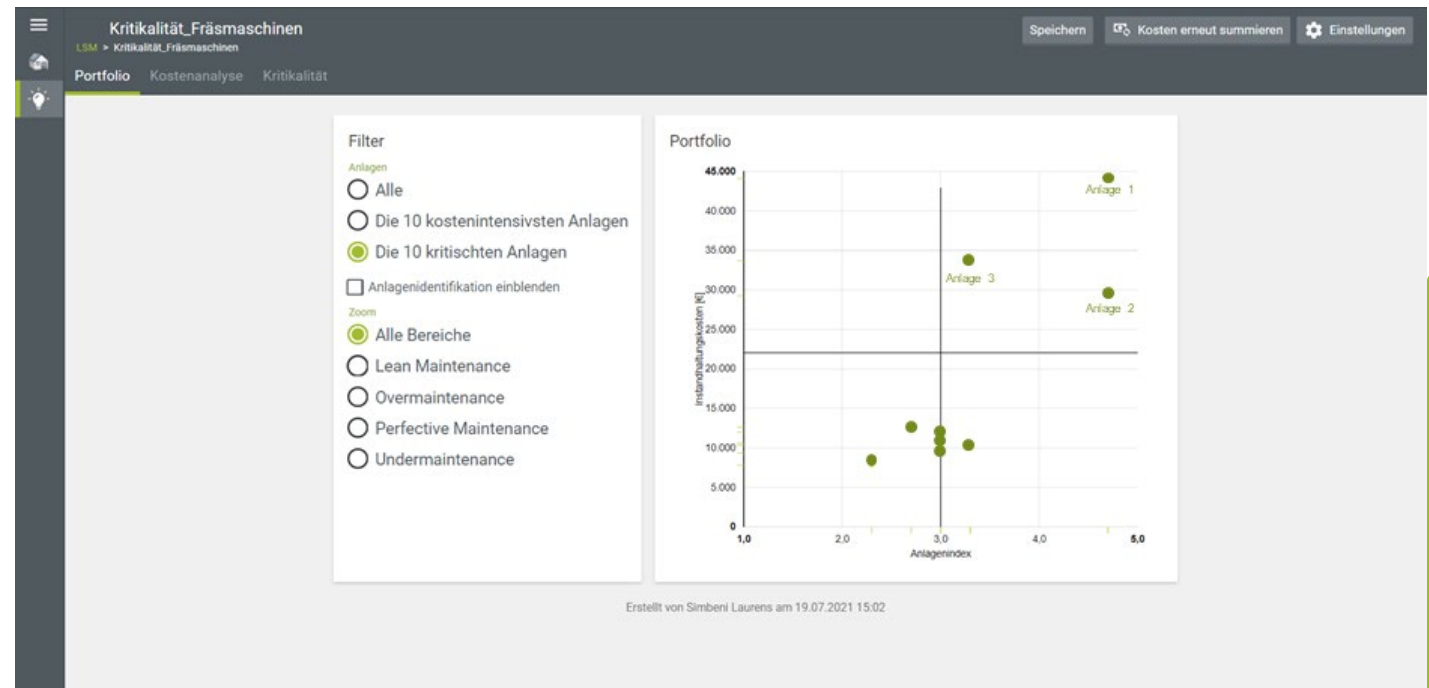 Kritikalität_Fräsmaschinen
LSM > Kritikalität_Fräsmaschinen
Speichern
Kosten erneut summieren
Einstellungen
Portfolio Kostenanalyse Kritikalität
Filter
Anlagen
Alle
Die 10 kostenintensivsten Anlagen
Die 10 kritischten Anlagen
Anlagenidentifikation einblenden
Zoom
Alle Bereiche
Lean Maintenance
Overmaintenance
Perfective Maintenance
Undermaintenance
Portfolio
Instandhaltungskosten [€]
45.000
40.000
35.000
30.000
25.000
20.000
15.000
10.000
5.000
0
Anlage 1
Anlage 3
Anlage 2
1,0 2,0 3,0 4,0 5,0
Anlagenindex
Erstellt von Simbeni Laurens am 19.07.2021 15:02